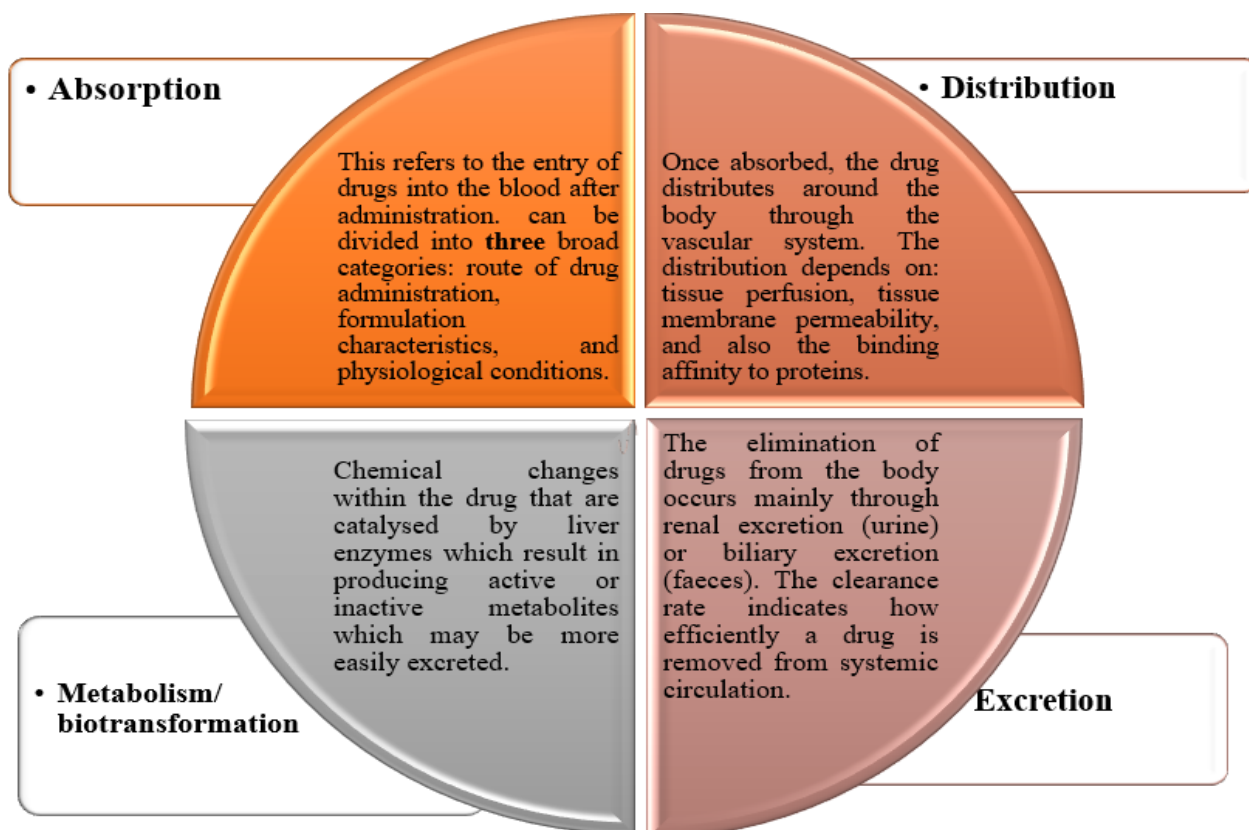 • Absorption
This refers to the entry of
drugs into the blood after
administration. can be
divided into three broad
categories: route of drug
administration,
formulation
characteristics, and
physiological conditions.
• Distribution
Once absorbed, the drug
distributes around the
body through the
vascular system. The
distribution depends on:
tissue perfusion, tissue
membrane permeability,
and also the binding
affinity to proteins.
• Metabolism/
biotransformation
Chemical changes
within the drug that are
catalysed by liver
enzymes which result in
producing active or
inactive metabolites
which may be more
easily excreted.
Excretion
The elimination of
drugs from the body
occurs mainly through
renal excretion (urine)
or biliary excretion
(faeces). The clearance
rate indicates how
efficiently a drug is
removed from systemic
circulation.